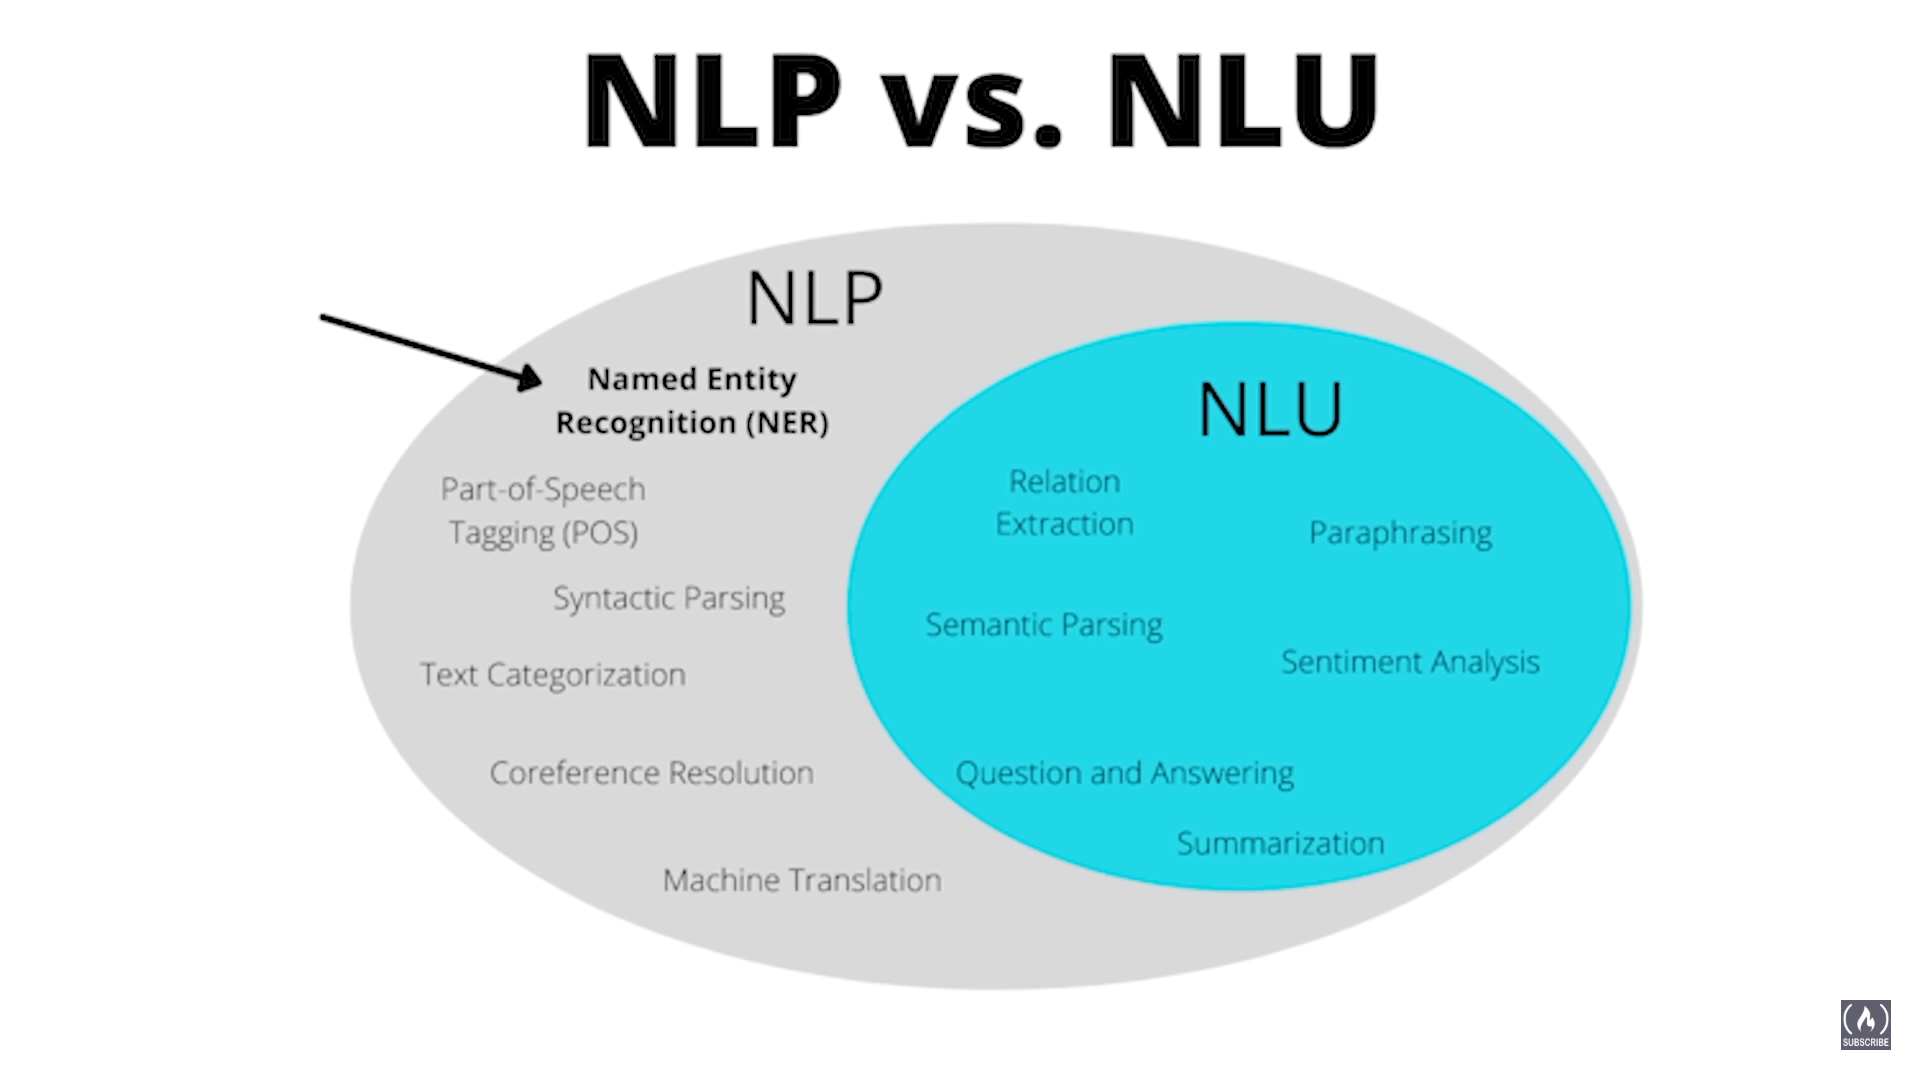 NLP vs. NLU
NLP
Named Entity
Recognition (NER)
Part-of-Speech
Tagging (POS)
Syntactic Parsing
Text Categorization
Coreference Resolution
Machine Translation
NLU
Relation
Extraction
Paraphrasing
Semantic Parsing
Sentiment Analysis
Question and Answering
Summarization
SUBSCRIBE